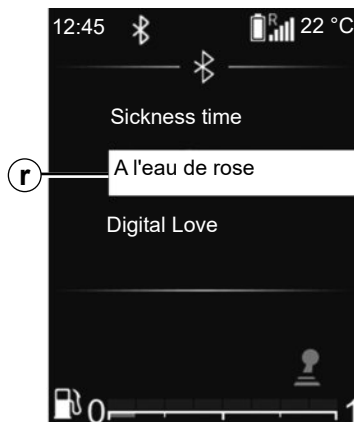 12:45 R 22 °C
Sickness time
r A l'eau de rose
Digital Love
0 1